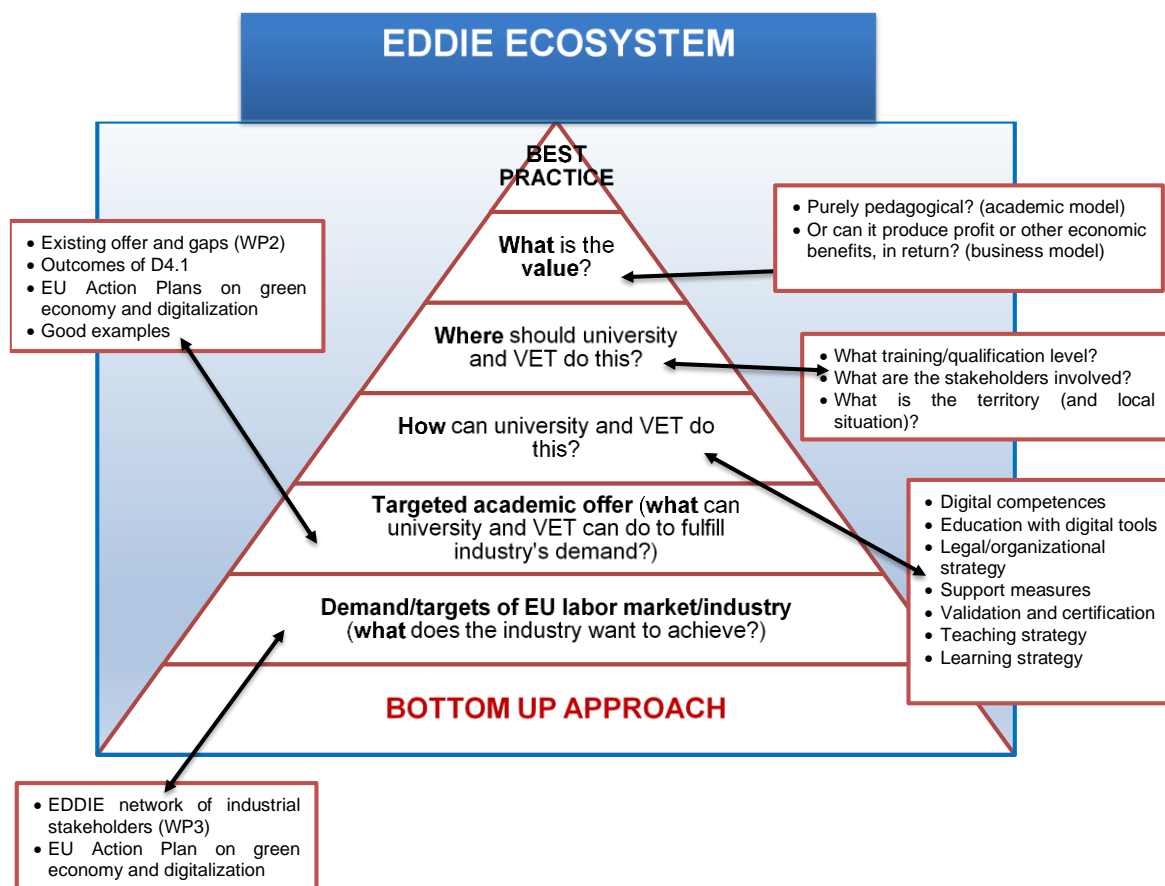 EDDIE ECOSYSTEM
BEST
PRACTICE
What is the
value?
• Purely pedagogical? (academic model)
• Or can it produce profit or other economic
benefits, in return? (business model)
• Existing offer and gaps (WP2)
• Outcomes of D4.1
• EU Action Plans on green
economy and digitalization
• Good examples
Where should university
and VET do this?
• What training/qualification level?
• What are the stakeholders involved?
• What is the territory (and local
situation)?
How can university and VET do
this?
Targeted academic offer (what can
university and VET can do to fulfill
industry's demand?)
• Digital competences
• Education with digital tools
• Legal/organizational
strategy
• Support measures
• Validation and certification
• Teaching strategy
• Learning strategy
Demand/targets of EU labor market/industry
(what does the industry want to achieve?)
BOTTOM UP APPROACH
• EDDIE network of industrial
stakeholders (WP3)
• EU Action Plan on green
economy and digitalization